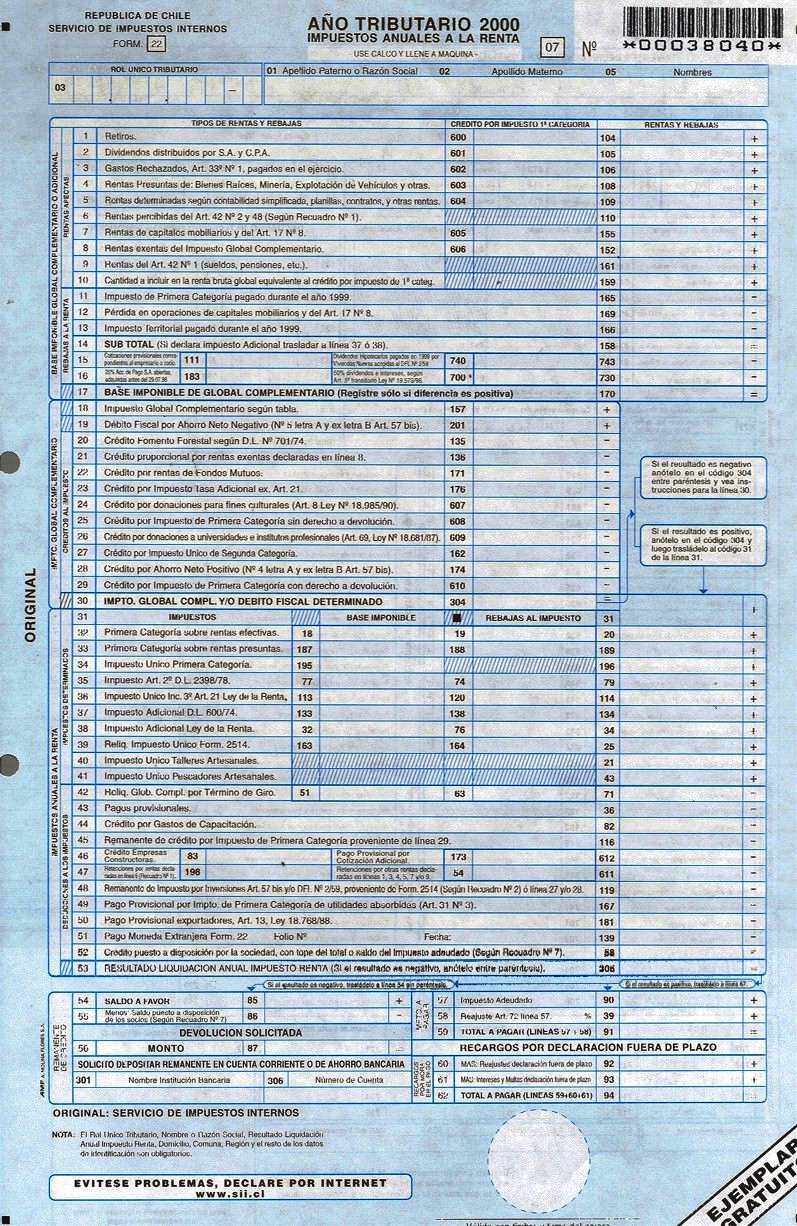 REPUBLICA DE CHILE
SERVICIO DE IMPUESTOS INTERNOS
FORM. 22
AÑO TRIBUTARIO 2000
IMPUESTOS ANUALES A LA RENTA
USE CALCO Y LLENE A MAQUINA -
07 Nº
*00038040*
ROL UNICO TRIBUTARIO
03
01 Apellido Paterno o Razón Social 02 Apollido Materno 05 Nombres
TIPOS DE RENTAS Y REBAJAS CREDITO POR IMPUESTO 1ª CATEGORIA RENTAS Y REBAJAS
BASE IMPONIBLE GLOBAL COMPLEMENTARIO O ADICIONAL
RENTAS AFECTAS
REBAJAS A LA RENTA
1 Retiros. 600 104 +
2 Dividendos distribuidos por S.A. y C.P.A. 601 105 +
3 Gastos Rechazados, Art. 33º Nº 1, pagados en el ejercicio. 602 106 +
4 Rentas Presuntas de: Bienes Raíces, Minería, Explotación de Vehículos y otras. 603 108 +
5 Rentas determinadas según contabilidad simplificada, planillas, contratos, y otras rentas. 604 109 +
6 Rentas percibidas del Art. 42 Nº 2 y 48 (Según Recuadro Nº 1). 110 +
7 Rentas de capitales mobiliarios y del Art. 17 Nº 8. 605 155 +
8 Rentas exentas del Impuesto Global Complementario. 606 152 +
9 Rentas del Art. 42 Nº 1 (sueldos, pensiones, etc.). 161 +
10 Cantidad a incluir en la renta bruta global equivalente al crédito por impuesto de 1ª categ. 159 +
11 Impuesto de Primera Categoría pagado durante el año 1999. 165 -
12 Pérdida en operaciones de capitales mobiliarios y del Art. 17 Nº 8. 169 -
13 Impuesto Territorial pagado durante el año 1999. 166 -
14 SUB TOTAL (Si declara impuesto Adicional trasladar a línea 37 ó 38). 158 =
15 Cotizaciones provisionales correspondientes al empresario o socio. 111 Dividendos Hipotecarios pagados en 1999 por Viviendas Nuevas acogidas al DFL Nº 2/59 740 743 -
16 20% Acc. de Pago S.A. abiertas, adquiridas antes del 29.07.98 183 50% dividendos e intereses, según Art. 5º transitorio Ley Nº 19.578/98. 700 730 -
17 BASE IMPONIBLE DE GLOBAL COMPLEMENTARIO (Registre sólo si diferencia es positiva) 170 =
IMPTO. GLOBAL COMPLEMENTARIO
CREDITOS AL IMPUESTO
18 Impuesto Global Complementario según tabla. 157 +
19 Débito Fiscal por Ahorro Neto Negativo (Nº 5 letra A y ex letra B Art. 57 bis). 201 +
20 Crédito Fomento Forestal según D.L. Nº 701/74. 135 -
21 Crédito proporcional por rentas exentas declaradas en línea 8. 136 -
22 Crédito por rentas de Fondos Mutuos. 171 -
23 Crédito por Impuesto Tasa Adicional ex. Art. 21. 176 -
24 Crédito por donaciones para fines culturales (Art. 8 Ley Nº 18.985/90). 607 -
25 Crédito por Impuesto de Primera Categoría sin derecho a devolución. 608 -
26 Crédito por donaciones a universidades e institutos profesionales (Art. 69, Ley Nº 18.681/87). 609 -
27 Crédito por Impuesto Unico de Segunda Categoría. 162 -
28 Crédito por Ahorro Neto Positivo (Nº 4 letra A y ex letra B Art. 57 bis). 174 -
29 Crédito por Impuesto de Primera Categoría con derecho a devolución. 610 -
30 IMPTO. GLOBAL COMPL. Y/O DEBITO FISCAL DETERMINADO 304 =
Si el resultado es negativo
anótelo en el código 304
entre paréntesis y vea ins-
trucciones para la línea 30.
Si el resultado es positivo,
anótelo en el código 304 y
luego trasládelo al código 31
de la línea 31.
ORIGINAL
IMPUESTOS ANUALES A LA RENTA
IMPUESTOS DETERMINADOS
DEDUCCIONES A LOS IMPUESTOS
31 IMPUESTOS BASE IMPONIBLE REBAJAS AL IMPUESTO 31 +
32 Primera Categoría sobre rentas efectivas. 18 19 20 +
33 Primera Categoría sobre rentas presuntas. 187 188 189 +
34 Impuesto Unico Primera Categoría. 195 196 +
35 Impuesto Art. 2º D.L. 2398/78. 77 74 79 +
36 Impuesto Unico Inc. 3º Art. 21 Ley de la Renta. 113 120 114 +
37 Impuesto Adicional D.L. 600/74. 133 138 134 +
38 Impuesto Adicional Ley de la Renta. 32 76 34 +
39 Reliq. Impuesto Unico Form. 2514. 163 164 25 +
40 Impuesto Unico Talleres Artesanales. 21 +
41 Impuesto Unico Pescadores Artesanales. 43 +
42 Reliq. Glob. Compl. por Término de Giro. 51 63 71 -
43 Pagos provisionales. 36 -
44 Crédito por Gastos de Capacitación. 82 -
45 Remanente de crédito por Impuesto de Primera Categoría proveniente de línea 29. 116 -
46 Crédito Empresas Constructoras. 83 Pago Provisional por Cotización Adicional. 173 612 -
47 Retenciones por rentas declaradas en línea 6 (Recuadro Nº 1). 198 Retenciones por otras rentas declaradas en líneas 1, 3, 4, 5, 7 y/o 9. 54 611 -
48 Remanente de Impuesto por Inversiones Art. 57 bis y/o DFL. Nº 2/59, proveniente de Form. 2514 (Según Recuadro Nº 2) ó línea 27 y/o 28. 119 -
49 Pago Provisional por Impto. de Primera Categoría de utilidades absorbidas (Art. 31 Nº 3). 167 -
50 Pago Provisional exportadores, Art. 13, Ley 18.768/88. 181 -
51 Pago Moneda Extranjera Form. 22 Folio Nº Fecha: 139 -
52 Crédito puesto a disposición por la sociedad, con tope del total o saldo del Impuesto adeudado (Según Recuadro Nº 7). 58 -
53 RESULTADO LIQUIDACION ANUAL IMPUESTO RENTA (Si el resultado es negativo, anótelo entre paréntesis). 305 =
Si el resultado es negativo, trasládelo a línea 54 sin paréntesis.
Si el resultado es positivo, trasládelo a línea 57.
REMANENTE DE CREDITO
54 SALDO A FAVOR 85 +
55 Menos: Saldo puesto a disposición de los socios (Según Recuadro Nº 7) 86 -
DEVOLUCION SOLICITADA
56 MONTO 87 =
SOLICITO DEPOSITAR REMANENTE EN CUENTA CORRIENTE O DE AHORRO BANCARIA
301 Nombre Institución Bancaria 306 Número de Cuenta
IMPTO. A PAGAR
57 Impuesto Adeudado 90 +
58 Reajuste Art. 72 línea 57. % 39 +
59 TOTAL A PAGAR (LINEAS 57 + 58) 91 =
RECARGOS POR DECLARACION FUERA DE PLAZO
RECARGOS POR MORA EN EL PAGO
60 MAS: Reajustes declaración fuera de plazo 92 +
61 MAS: Intereses y Multas declaración fuera de plazo 93 +
62 TOTAL A PAGAR (LINEAS 59+60+61) 94 =
A. MOLINA FLORES S.A.
ORIGINAL: SERVICIO DE IMPUESTOS INTERNOS
NOTA: El Rol Unico Tributario, Nombre o Razón Social, Resultado Liquidación
Anual Impuesto Renta, Domicilio, Comuna, Región y el resto de los datos
de identificación son obligatorios.
EVITESE PROBLEMAS, DECLARE POR INTERNET
www.sii.cl
EJEMPLAR
GRATUITO